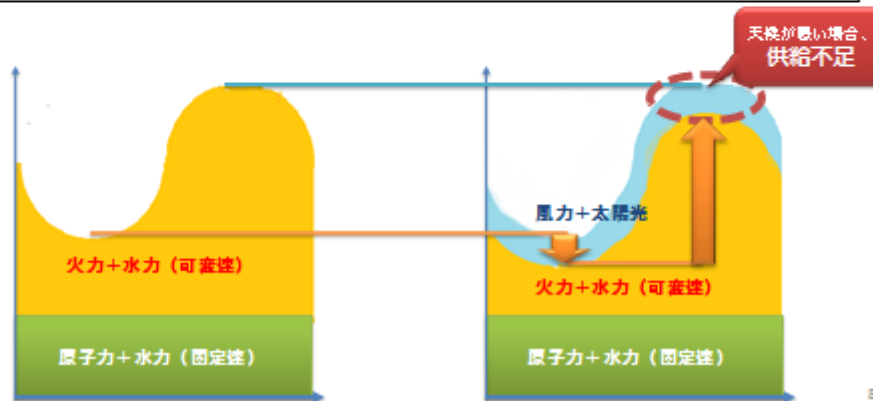 天候が悪い場合、
供給不足
風力＋太陽光
火力＋水力（可変速）
火力＋水力（可変速）
原子力＋水力（固定速）
原子力＋水力（固定速）
8